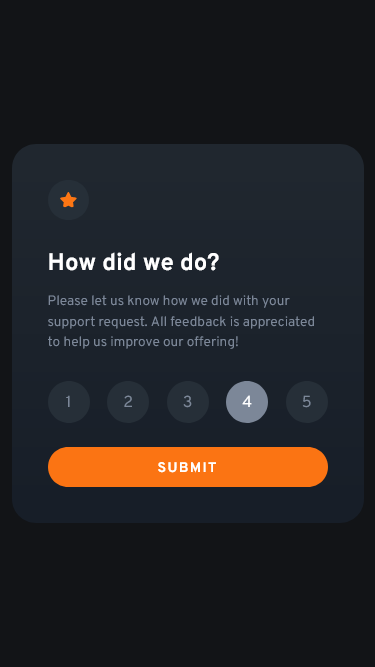 How did we do?
Please let us know how we did with your
support request. All feedback is appreciated
to help us improve our offering!
1 2 3 4 5
SUBMIT